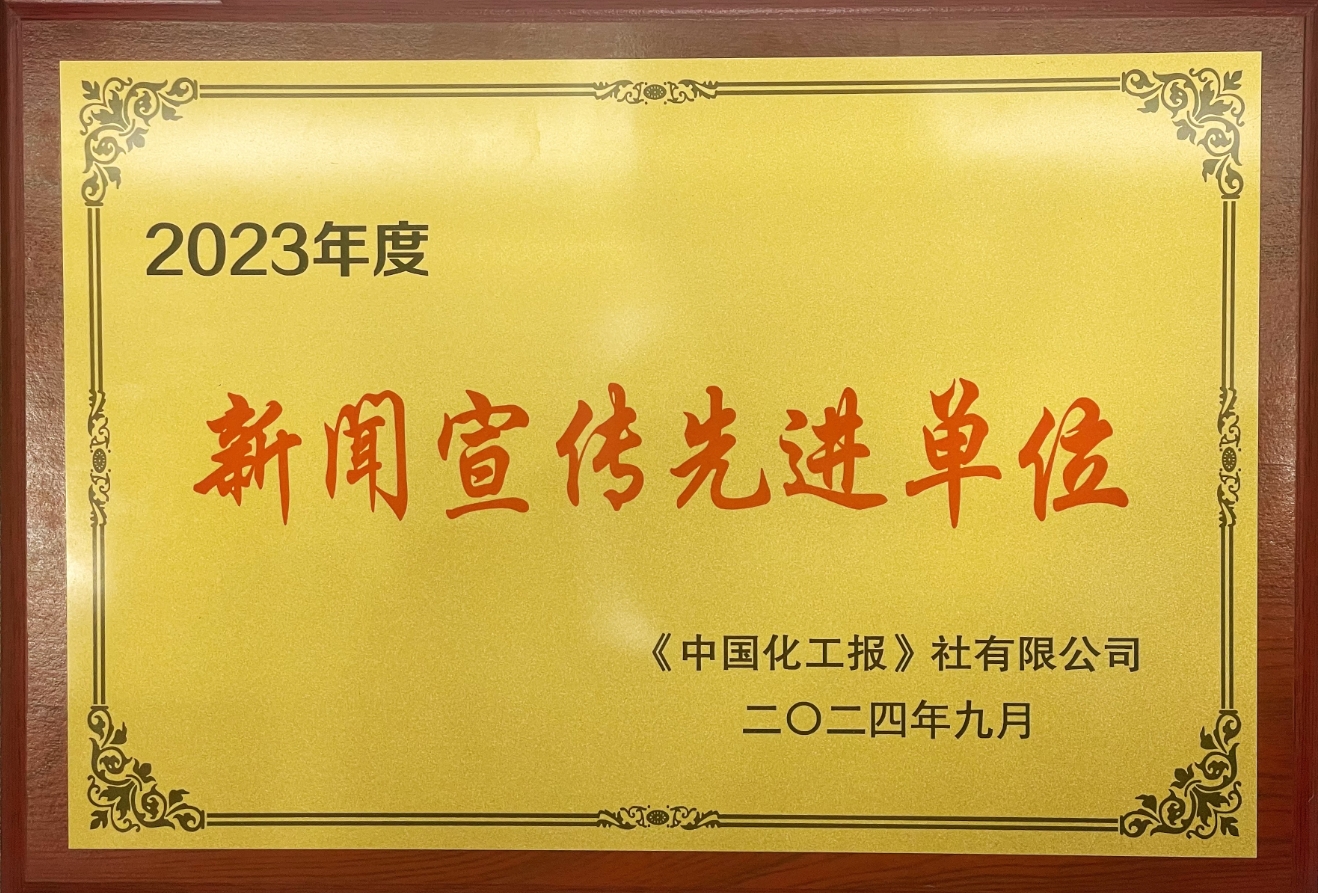 2023年度
新闻宣传先进单位
《中国化工报》社有限公司
二〇二四年九月